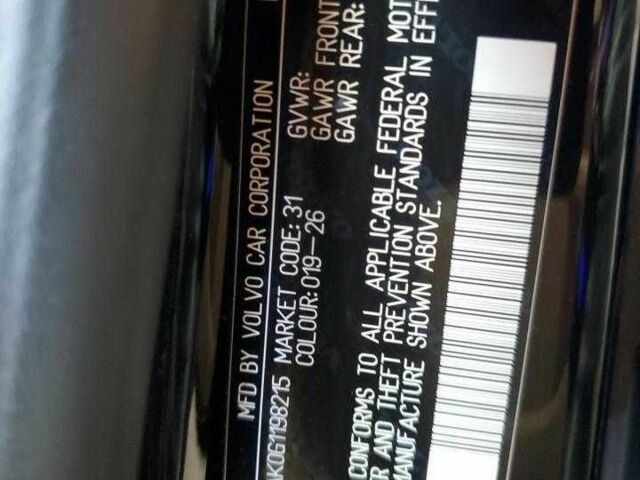 MFD BY VOLVO CAR CORPORATION
AK061198215 MARKET CODE: 31
COLOUR: 019-26
GVWR:
GAWR FRONT
GAWR REAR:
CONFORMS TO ALL APPLICABLE FEDERAL MOT
R AND THEFT PREVENTION STANDARDS IN EFF
MANUFACTURE SHOWN ABOVE.